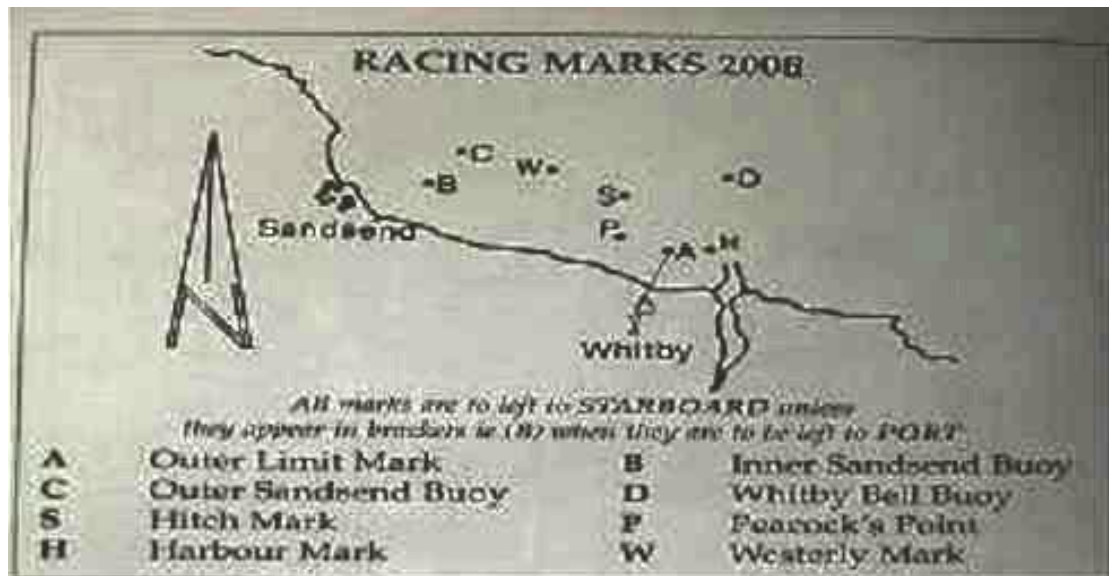 RACING MARKS 2008
C
W
D
B
S
Sandsend
P
A
H
Whitby
All marks are to left to STARBOARD unless
they appear in brackets ie (B) when they are to be left to PORT
A Outer Limit Mark B Inner Sandsend Buoy
C Outer Sandsend Buoy D Whitby Bell Buoy
S Hitch Mark P Peacock's Point
H Harbour Mark W Westerly Mark